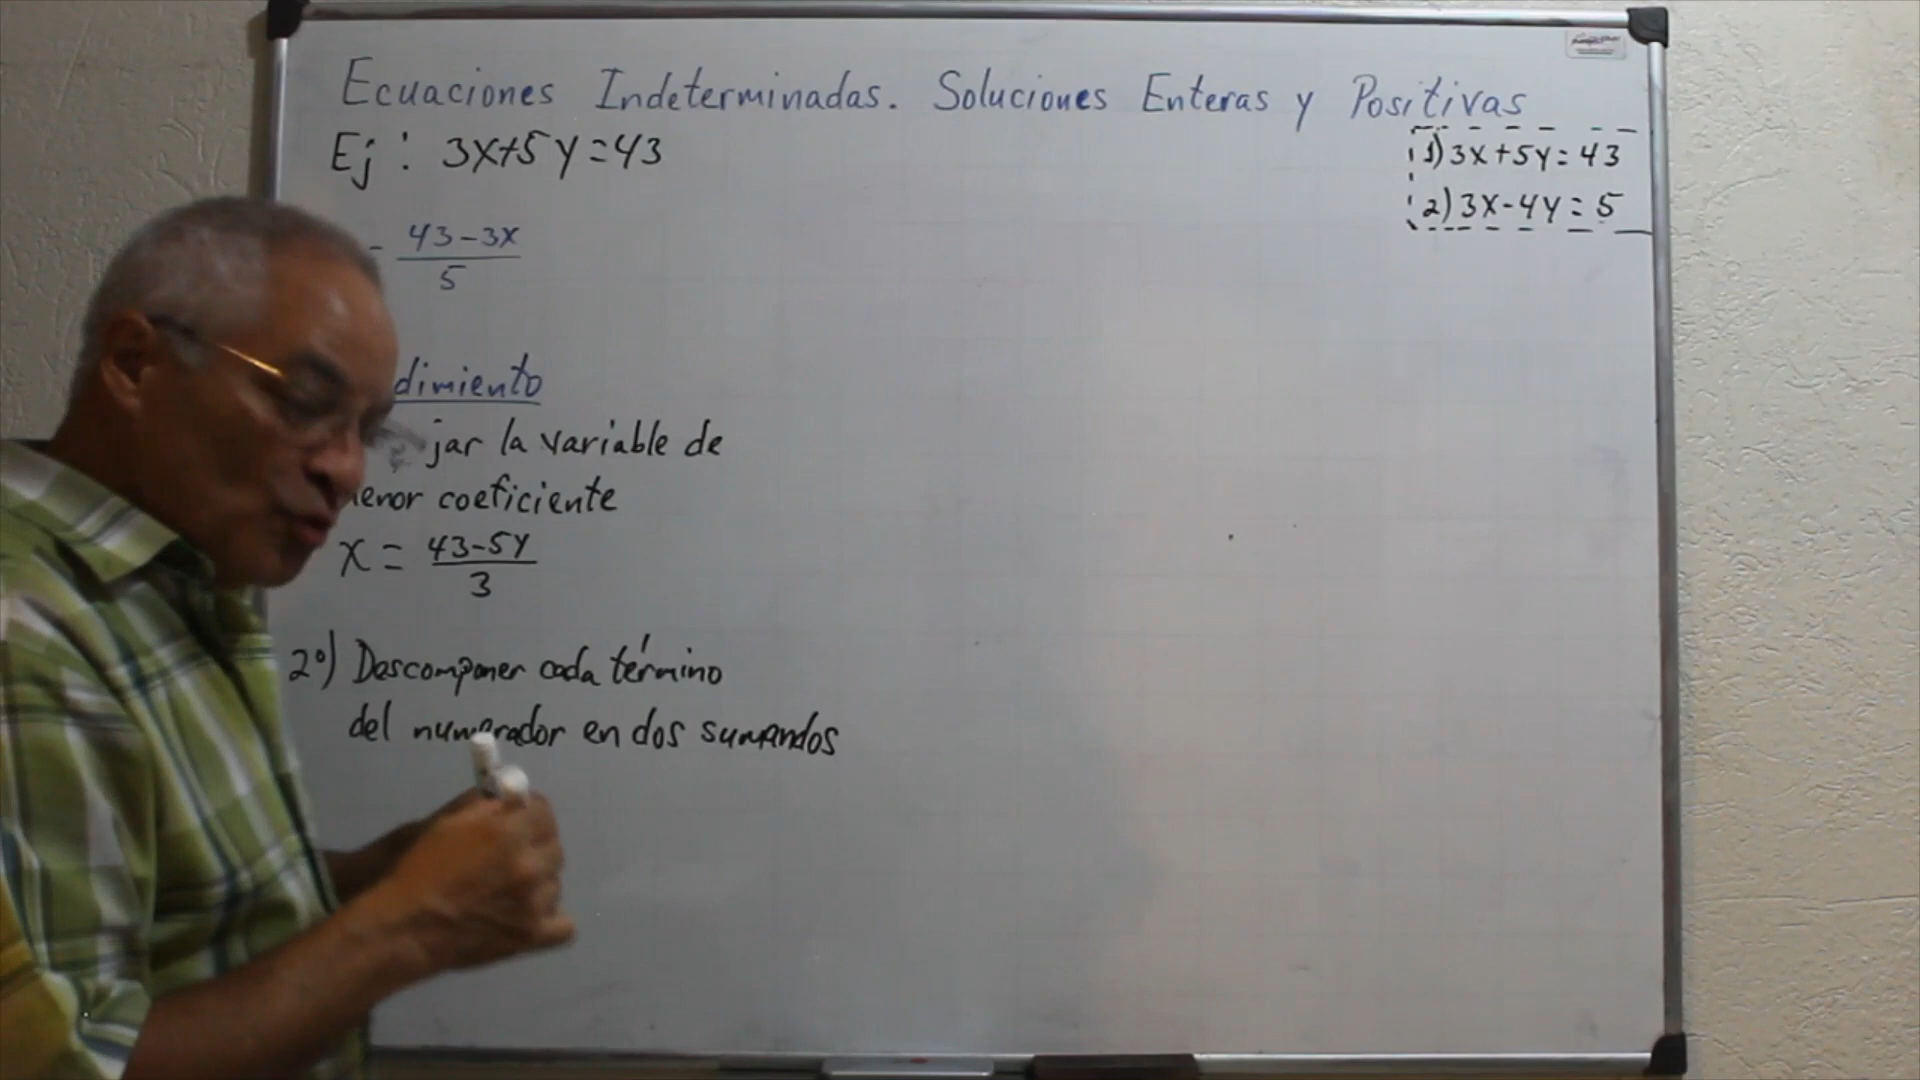 Ecuaciones Indeterminadas. Soluciones Enteras y Positivas
Ej: 3x+5y=43
1) 3x+5y=43
2) 3x-4y=5
43-3x
5
dimiento
jar la variable de
enor coeficiente
x = 43-5y
3
2º) Descomponer cada término
del numerador en dos sumandos